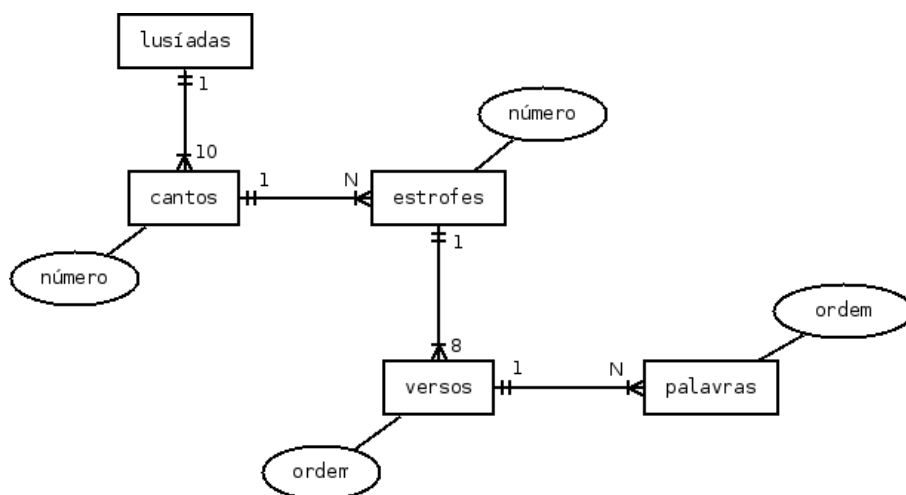 lusíadas
1
10
número
cantos
1
N
estrofes
número
1
8
ordem
versos
1
N
palavras
ordem